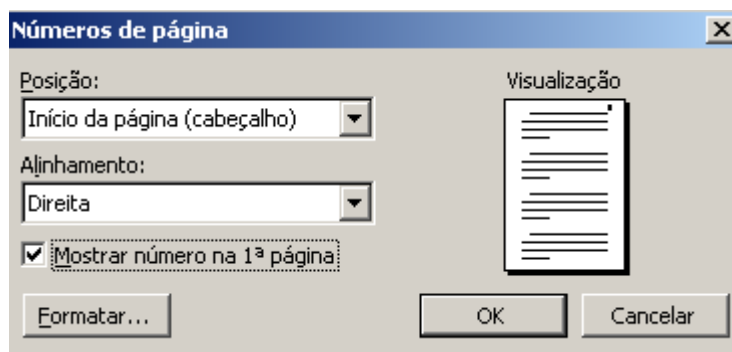 Números de página
Posição:
Visualização
Início da página (cabeçalho)
Alinhamento:
Direita
Mostrar número na 1ª página
Formatar...
OK
Cancelar